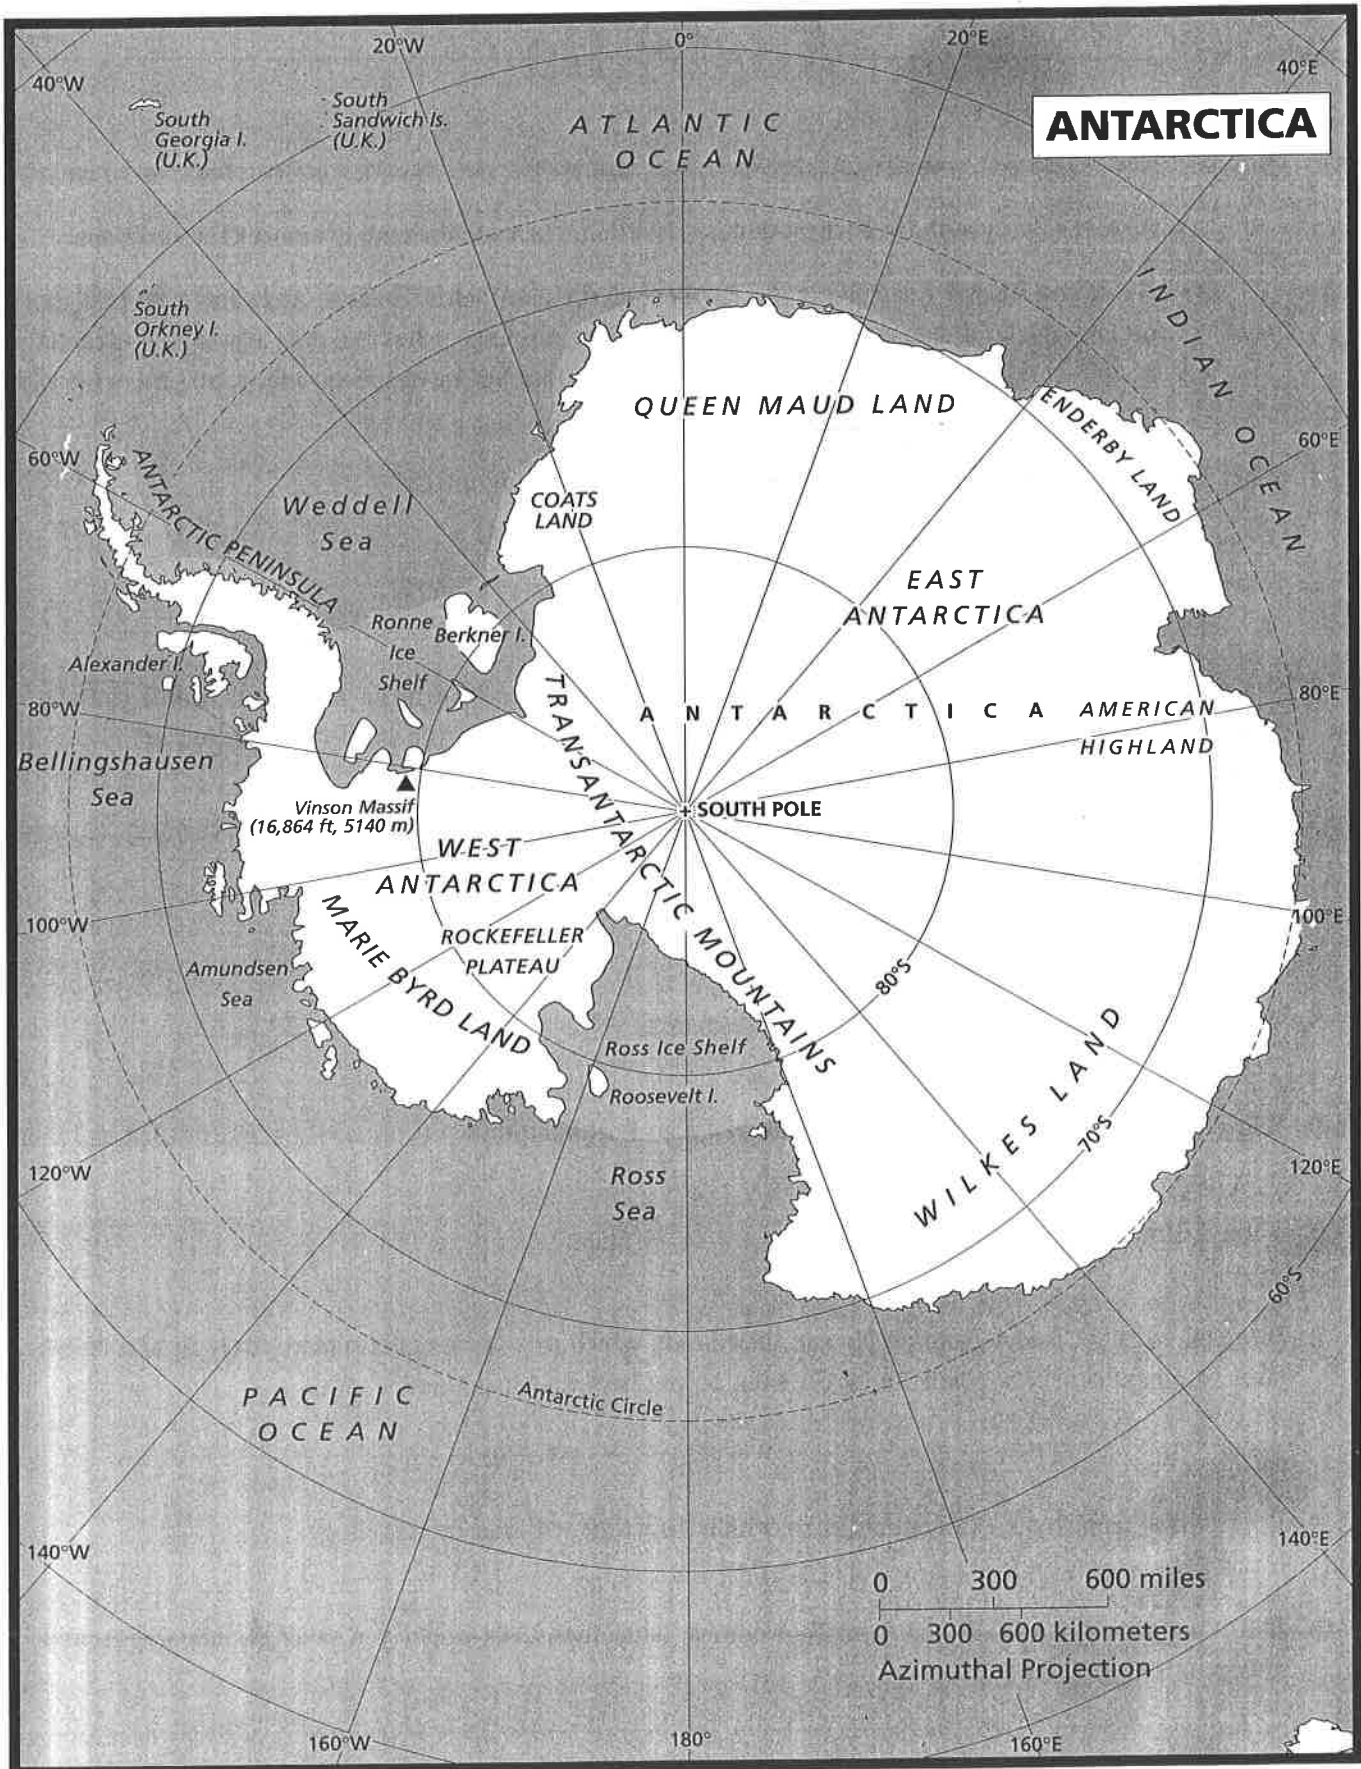 20°W
0°
20°E
40°W
40°E
South
Georgia I.
(U.K.)
South
Sandwich Is.
(U.K.)
ATLANTIC
OCEAN
ANTARCTICA
South
Orkney I.
(U.K.)
INDIAN OCEAN
QUEEN MAUD LAND
ENDERBY LAND
60°W
60°E
ANTARCTIC PENINSULA
Weddell
Sea
COATS
LAND
EAST
ANTARCTICA
Ronne
Ice
Shelf
Berkner I.
Alexander I.
80°W
80°E
TRANSANTARCTIC MOUNTAINS
ANTARCTICA
AMERICAN
HIGHLAND
Bellingshausen
Sea
Vinson Massif
(16,864 ft, 5140 m)
SOUTH POLE
WEST
ANTARCTICA
MARIE BYRD LAND
ROCKEFELLER
PLATEAU
100°W
100°E
Amundsen
Sea
80°S
Ross Ice Shelf
Roosevelt I.
WILKES LAND
70°S
120°W
120°E
Ross
Sea
60°S
PACIFIC
OCEAN
Antarctic Circle
140°W
140°E
0 300 600 miles
0 300 600 kilometers
Azimuthal Projection
160°W
180°
160°E